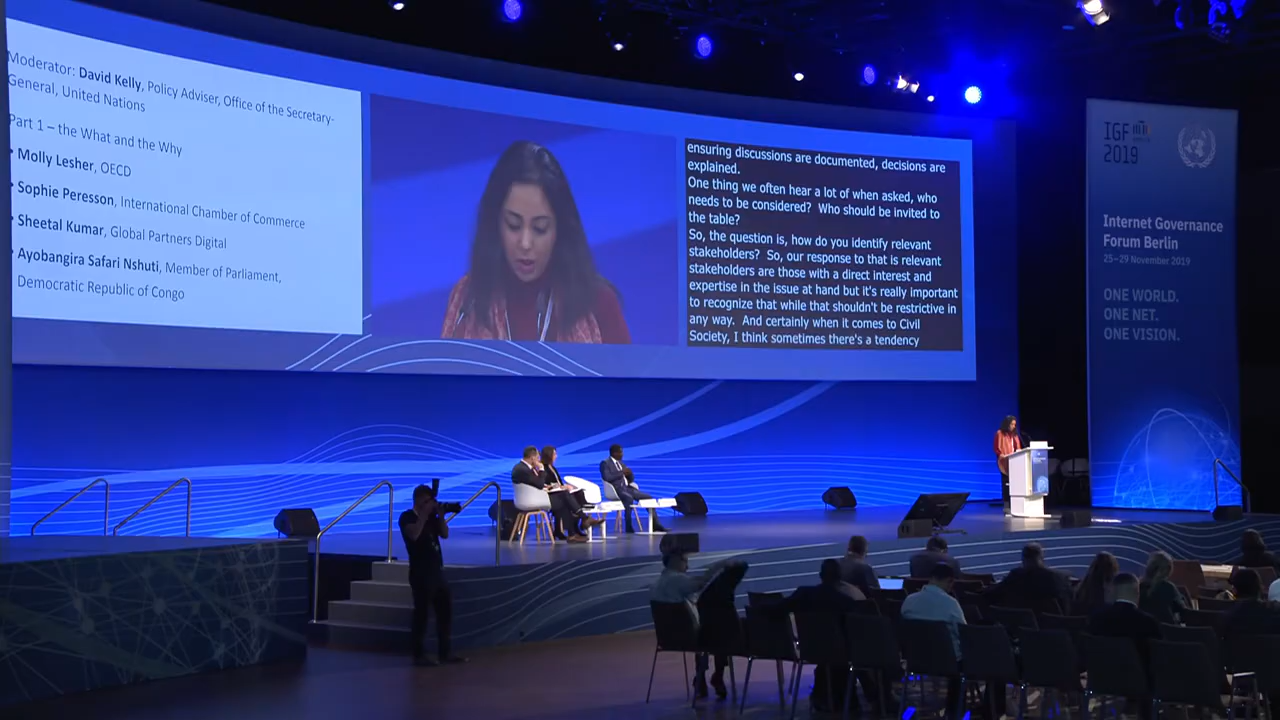 Moderator: David Kelly, Policy Adviser, Office of the Secretary-
General, United Nations
Part 1 – the What and the Why
• Molly Lesher, OECD
• Sophie Peresson, International Chamber of Commerce
• Sheetal Kumar, Global Partners Digital
• Ayobangira Safari Nshuti, Member of Parliament,
Democratic Republic of Congo
ensuring discussions are documented, decisions are
explained.
One thing we often hear a lot of when asked, who
needs to be considered? Who should be invited to
the table?
So, the question is, how do you identify relevant
stakeholders? So, our response to that is relevant
stakeholders are those with a direct interest and
expertise in the issue at hand but it's really important
to recognize that while that shouldn't be restrictive in
any way. And certainly when it comes to Civil
Society, I think sometimes there's a tendency
IGF
2019
Internet Governance
Forum Berlin
25–29 November 2019
ONE WORLD.
ONE NET.
ONE VISION.